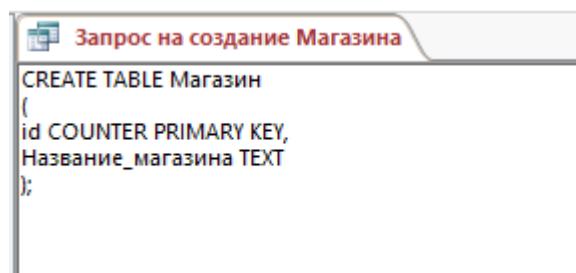 Запрос на создание Магазина
CREATE TABLE Магазин
(
id COUNTER PRIMARY KEY,
Название_магазина TEXT
);